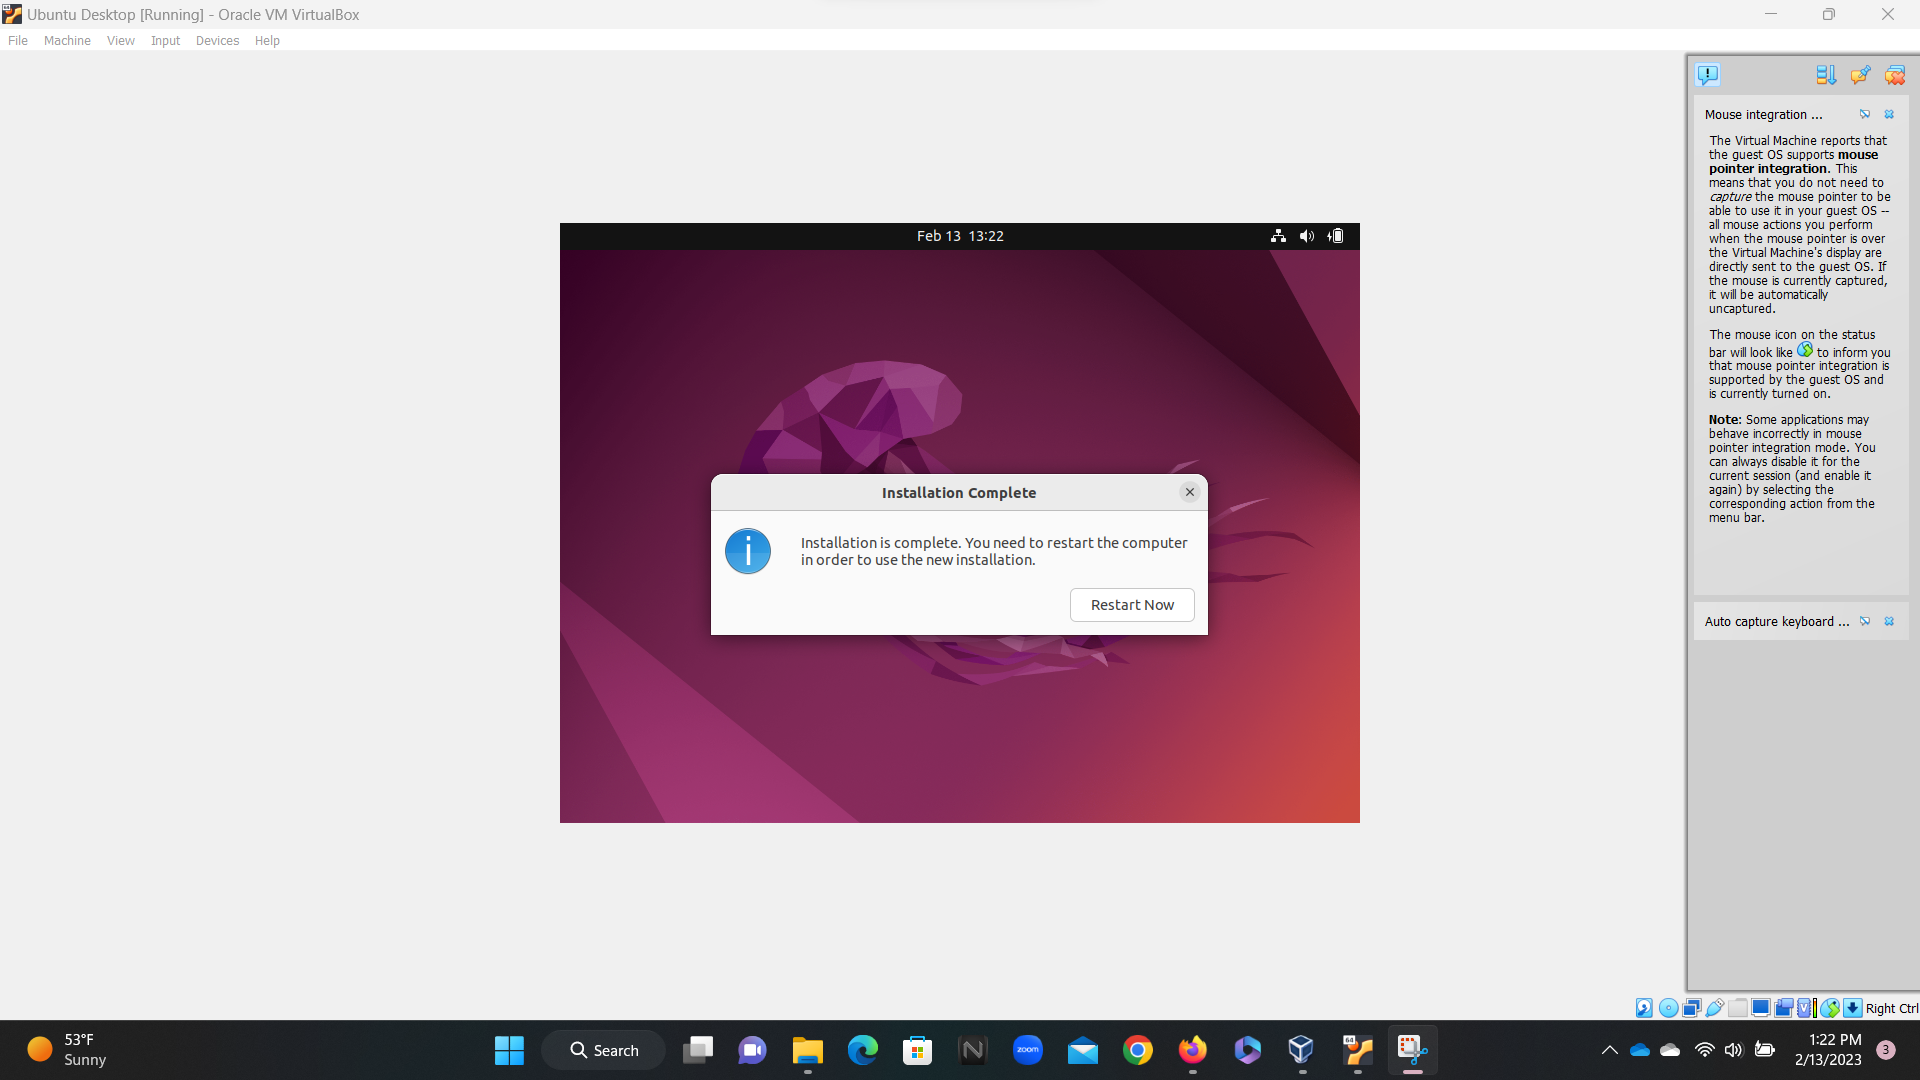 Ubuntu Desktop [Running] - Oracle VM VirtualBox
File Machine View Input Devices Help
Mouse integration ...
The Virtual Machine reports that
the guest OS supports mouse
pointer integration. This
means that you do not need to
capture the mouse pointer to be
able to use it in your guest OS --
all mouse actions you perform
when the mouse pointer is over
the Virtual Machine's display are
directly sent to the guest OS. If
the mouse is currently captured,
it will be automatically
uncaptured.
The mouse icon on the status
bar will look like to inform you
that mouse pointer integration is
supported by the guest OS and
is currently turned on.
Note: Some applications may
behave incorrectly in mouse
pointer integration mode. You
can always disable it for the
current session (and enable it
again) by selecting the
corresponding action from the
menu bar.
Auto capture keyboard ...
Feb 13 13:22
Installation Complete
Installation is complete. You need to restart the computer
in order to use the new installation.
Restart Now
Right Ctrl
53°F
Sunny
Search
zoom
64
1:22 PM
2/13/2023
3